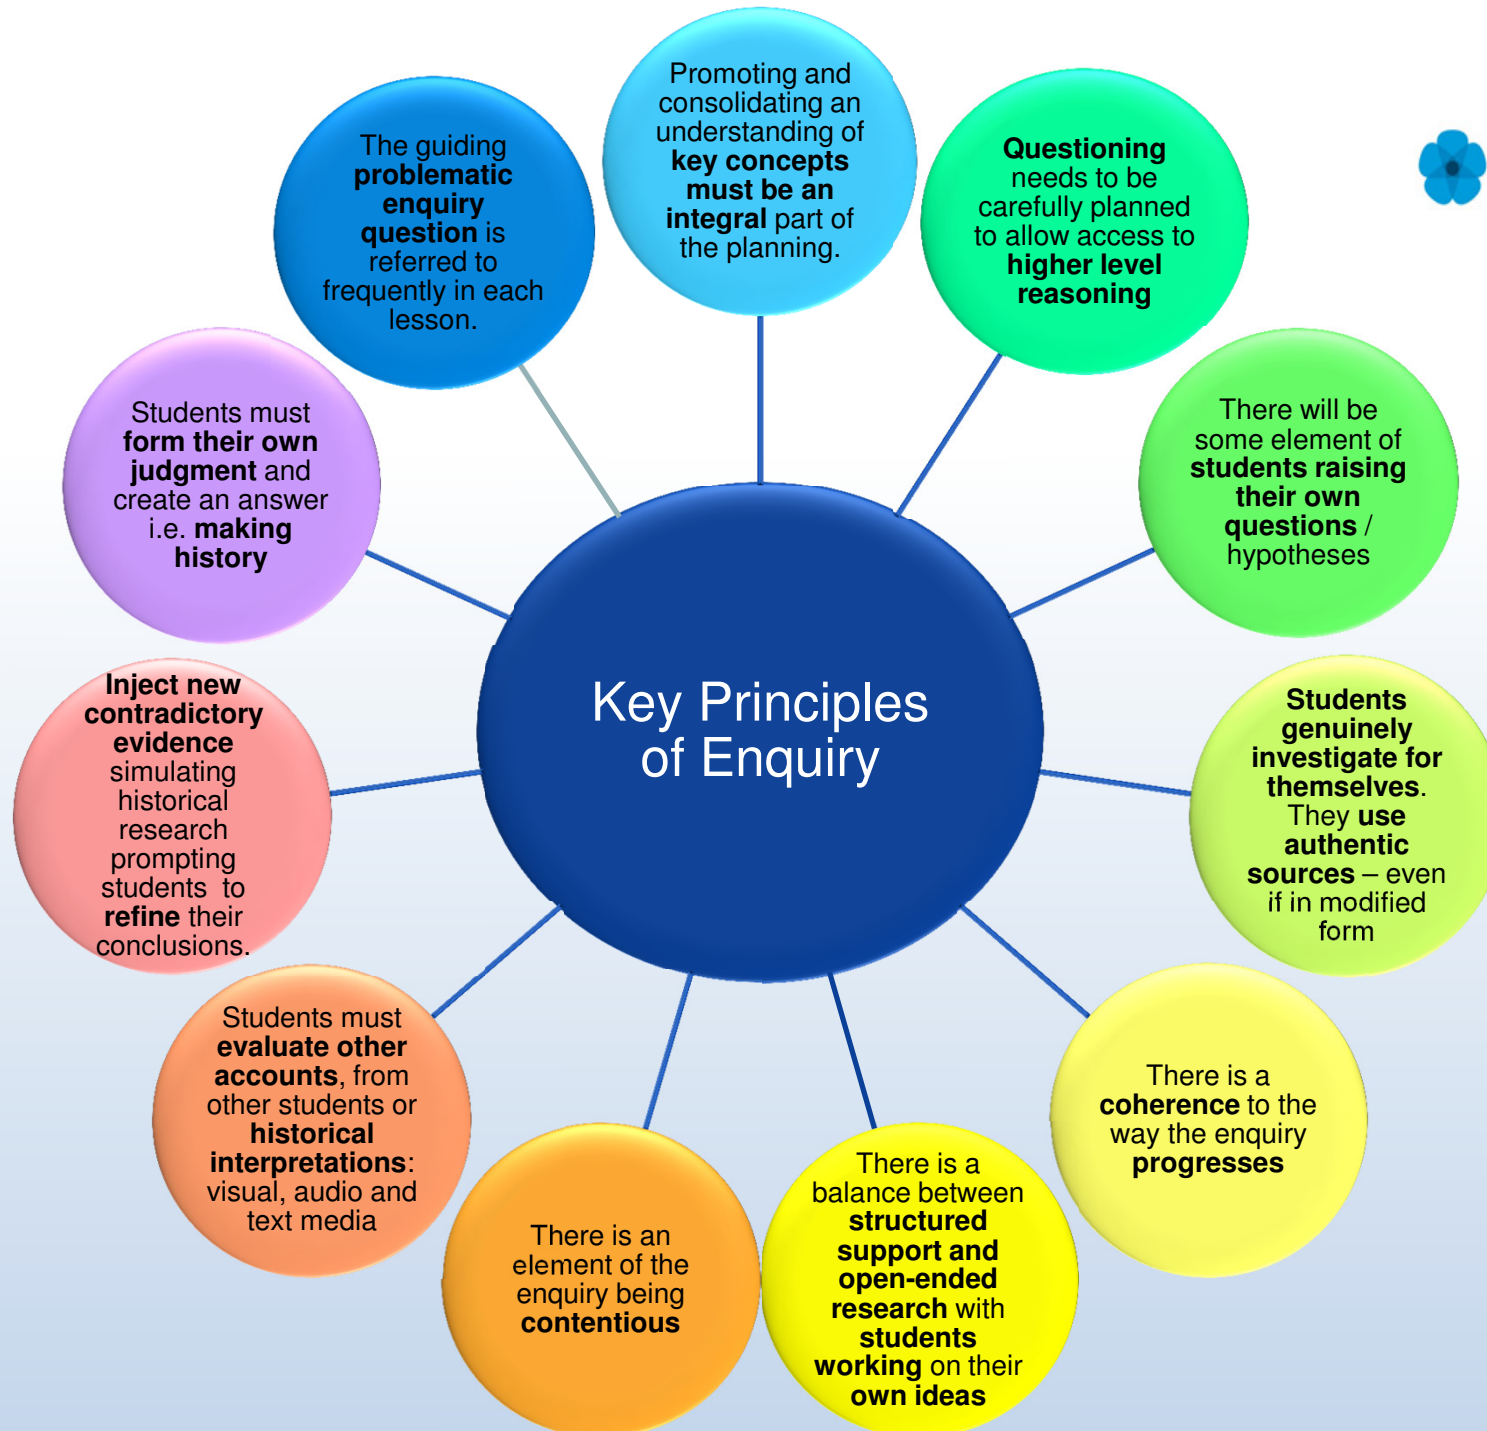 Promoting and
consolidating an
understanding of
key concepts
must be an
integral part of
the planning.
Questioning
needs to be
carefully planned
to allow access to
higher level
reasoning
There will be
some element of
students raising
their own
questions /
hypotheses
Students
genuinely
investigate for
themselves.
They use
authentic
sources – even
if in modified
form
There is a
coherence to the
way the enquiry
progresses
There is a
balance between
structured
support and
open-ended
research with
students
working on their
own ideas
There is an
element of the
enquiry being
contentious
Students must
evaluate other
accounts, from
other students or
historical
interpretations:
visual, audio and
text media
Inject new
contradictory
evidence
simulating
historical
research
prompting
students to
refine their
conclusions.
Students must
form their own
judgment and
create an answer
i.e. making
history
The guiding
problematic
enquiry
question is
referred to
frequently in each
lesson.
Key Principles
of Enquiry